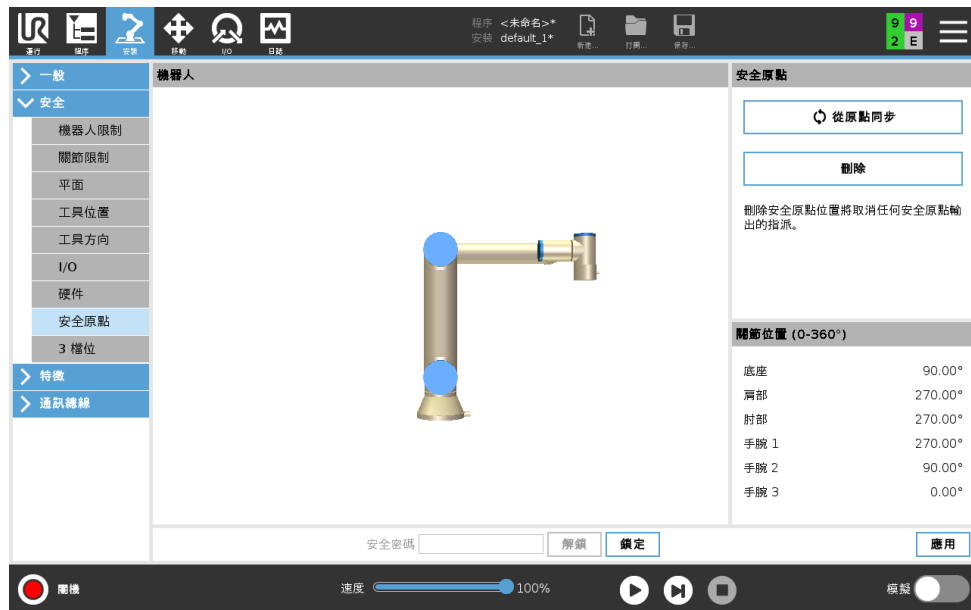 運行
程序
安裝
移動
I/O
日誌
程序 <未命名>*
安裝 default_1*
新建...
打開...
保存...
9 9
2 E
一般
安全
機器人限制
關節限制
平面
工具位置
工具方向
I/O
硬件
安全原點
3 檔位
特徵
通訊總線
機器人
安全原點
從原點同步
刪除
刪除安全原點位置將取消任何安全原點輸
出的指派。
關節位置 (0-360°)
底座 90.00°
肩部 270.00°
肘部 270.00°
手腕 1 270.00°
手腕 2 90.00°
手腕 3 0.00°
安全密碼 解鎖 鎖定 應用
關機
速度 100%
模擬